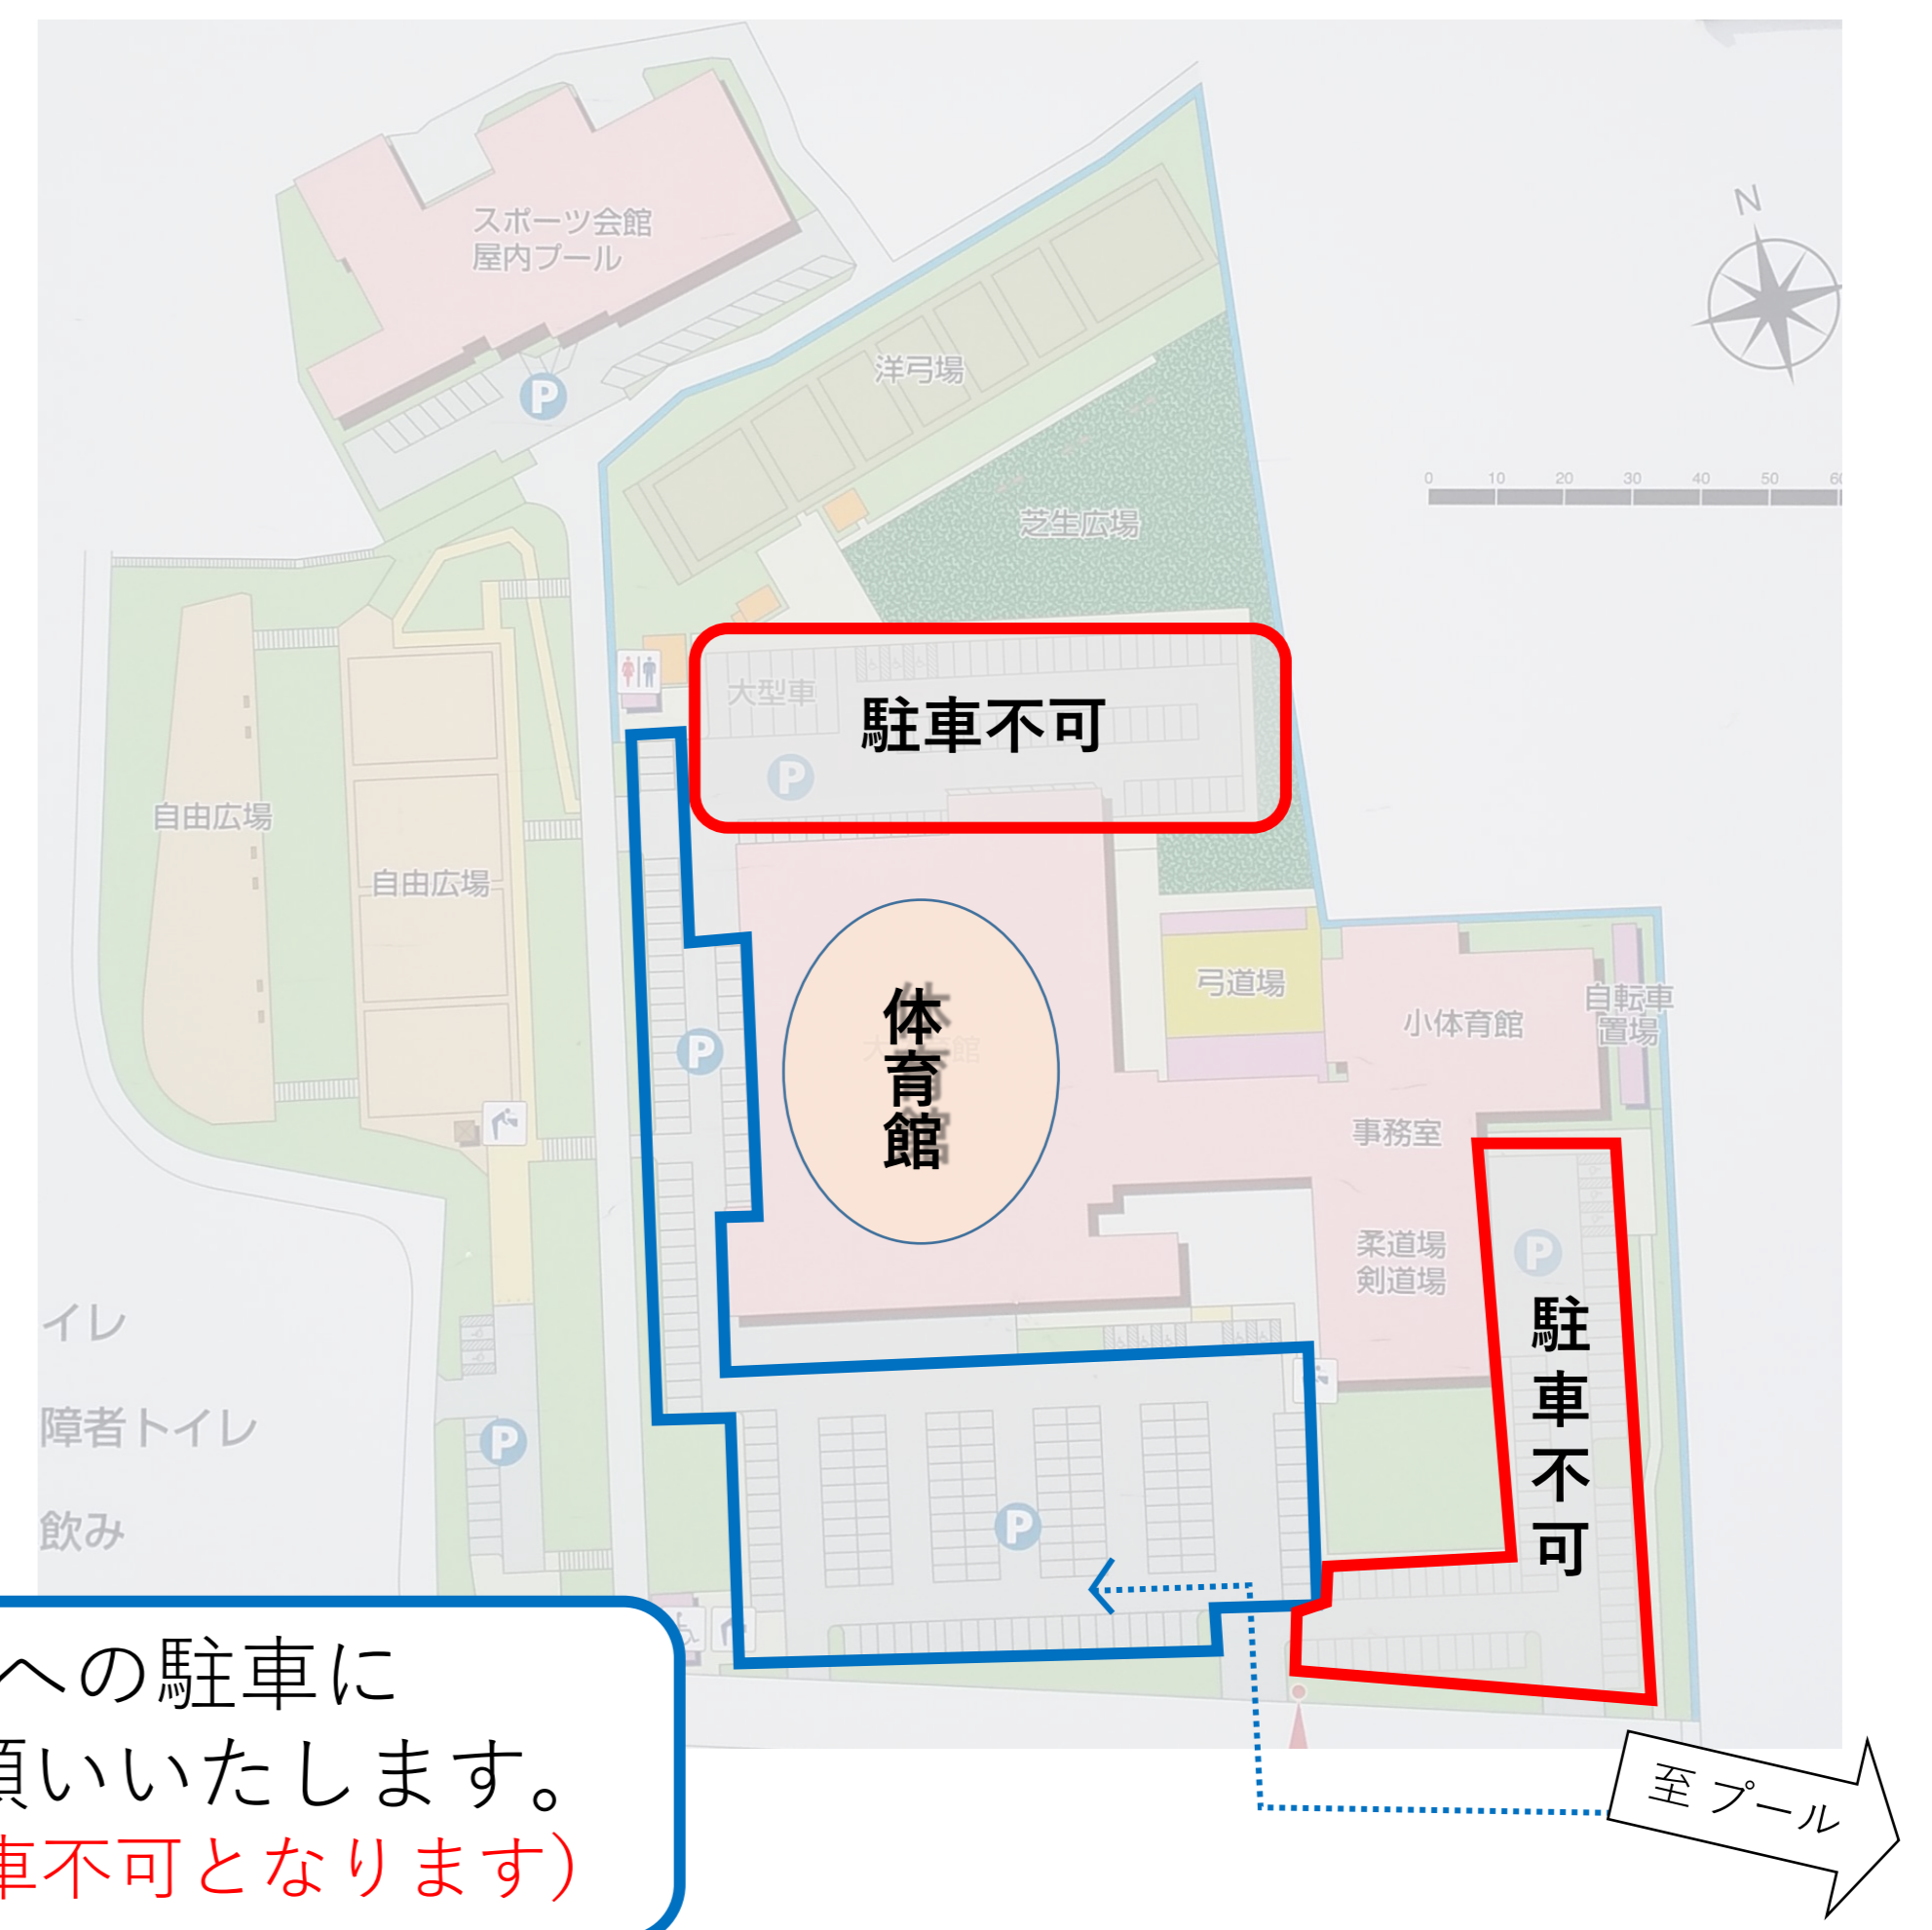 スポーツ会館
屋内プール
N
P
洋弓場
0 10 20 30 40 50
芝生広場
大型車
駐車不可
P
自由広場
自由広場
体育館
P
弓道場
小体育館
自転車
置場
事務室
P
柔道場
剣道場
駐車不可
イレ
障者トイレ
飲み
P
P
への駐車に
願いいたします。
車不可となります）
至 プール